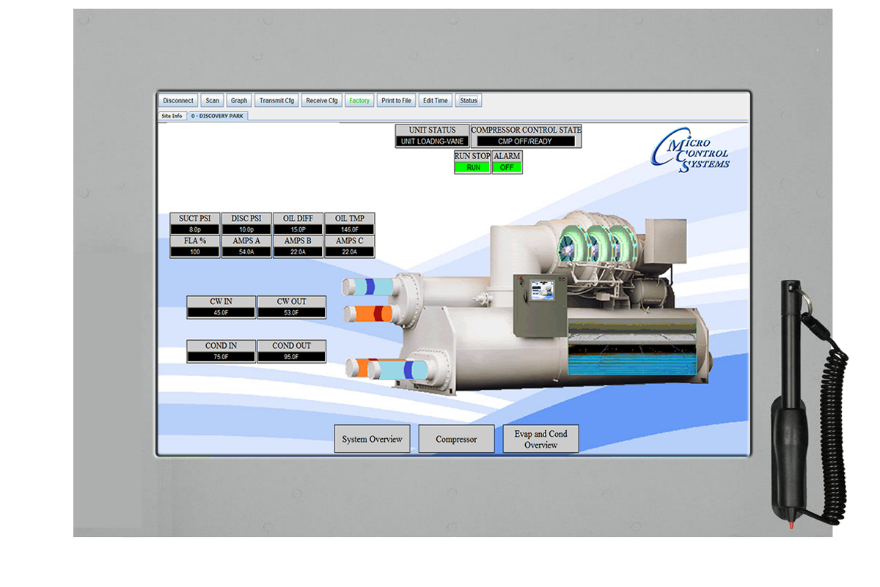 Disconnect Scan Graph Transmit Cfg Receive Cfg Factory Print to File Edit Time Status
Site Info 0 - DISCOVERY PARK
UNIT STATUS COMPRESSOR CONTROL STATE
UNIT LOADNG-VANE CMP OFF/READY
RUN STOP ALARM
RUN OFF
MICRO
CONTROL
SYSTEMS
SUCT PSI DISC PSI OIL DIFF OIL TMP
8.0p 10.0p 15.0P 145.0F
FLA % AMPS A AMPS B AMPS C
100 54.0A 22.0A 22.0A
CW IN CW OUT
45.0F 53.0F
COND IN COND OUT
75.0F 95.0F
System Overview Compressor Evap and Cond
Overview